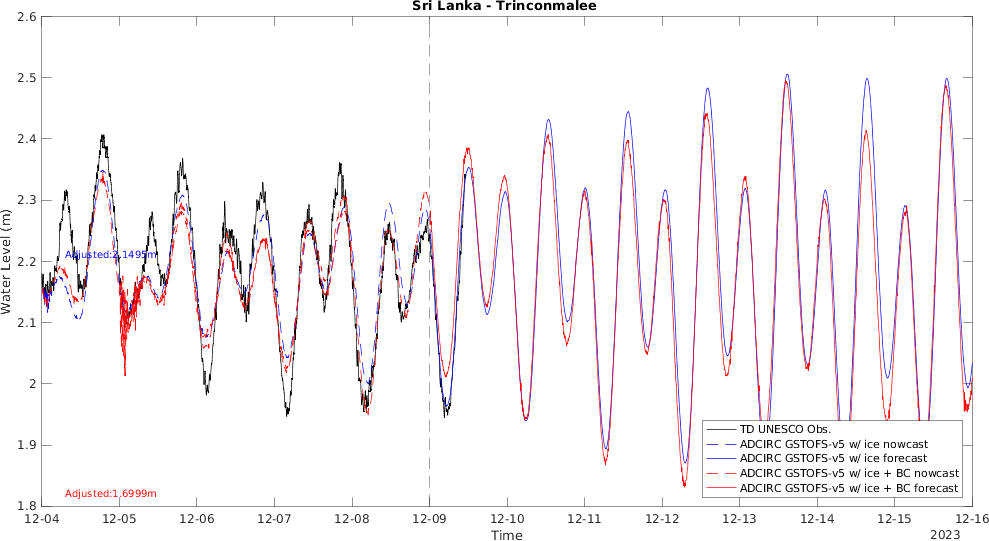 Sri Lanka - Trinconmalee
2.6
2.5
2.4
2.3
2.2
2.1
2
1.9
1.8
Water Level (m)
Adjusted:2.1495m
Adjusted:1.6999m
TD UNESCO Obs.
ADCIRC GSTOFS-v5 w/ ice nowcast
ADCIRC GSTOFS-v5 w/ ice forecast
ADCIRC GSTOFS-v5 w/ ice + BC nowcast
ADCIRC GSTOFS-v5 w/ ice + BC forecast
12-04 12-05 12-06 12-07 12-08 12-09 12-10 12-11 12-12 12-13 12-14 12-15 12-16
Time
2023